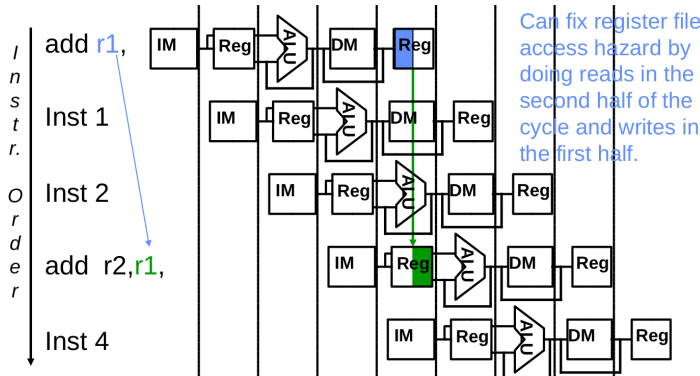 Can fix register file
access hazard by
doing reads in the
second half of the
cycle and writes in
the first half.
Instr. Order
add r1, IM Reg ALU DM Reg
Inst 1 IM Reg ALU DM Reg
Inst 2 IM Reg ALU DM Reg
add r2,r1, IM Reg ALU DM Reg
Inst 4 IM Reg ALU DM Reg